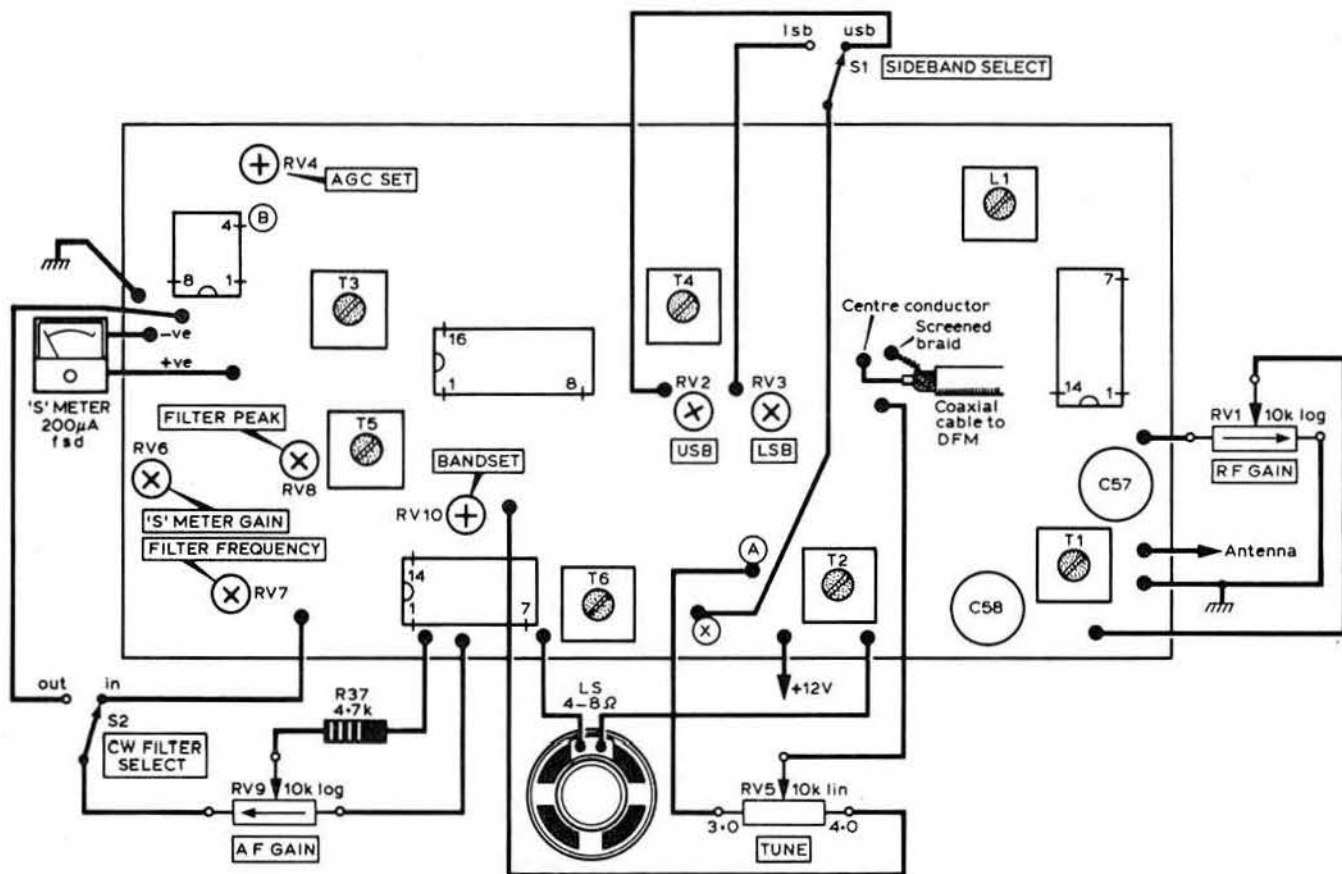 lsb usb
S1 SIDEBAND SELECT
RV4
AGC SET
L1
4 B
8 1
T3
T4
7
Centre conductor
Screened
braid
-ve
+ve
16
1 8
14 1
'S' METER
200µA
fsd
RV2 RV3
USB LSB
Coaxial
cable to
DFM
RV1 10k log
RF GAIN
FILTER PEAK
T5
RV6
RV8
BANDSET
RV10
C57
'S' METER GAIN
FILTER FREQUENCY
RV7
14
1 7
T6
A
X
T2
T1
Antenna
C58
out in
S2
CW FILTER
SELECT
R37
4·7k
LS
4-8Ω
+12V
RV9 10k log
AF GAIN
RV5 10k lin
3·0 4·0
TUNE